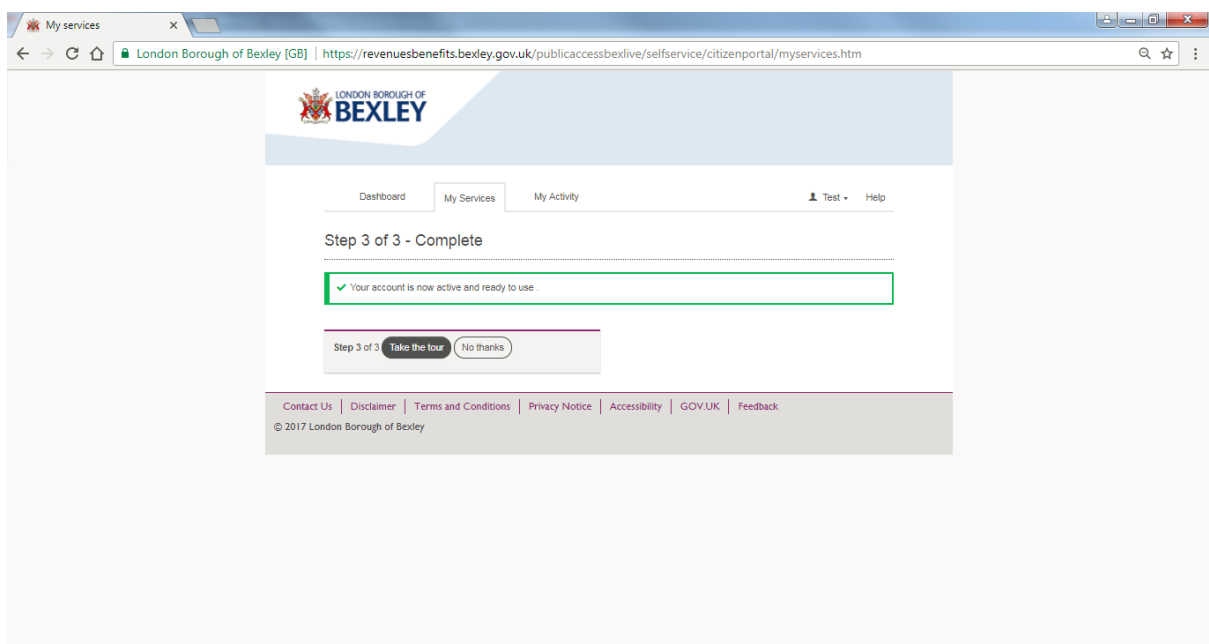 My services
London Borough of Bexley [GB] | https://revenuesbenefits.bexley.gov.uk/publicaccessbexlive/selfservice/citizenportal/myservices.htm
LONDON BOROUGH OF
BEXLEY
Dashboard My Services My Activity Test Help
Step 3 of 3 - Complete
Your account is now active and ready to use .
Step 3 of 3 Take the tour No thanks
Contact Us | Disclaimer | Terms and Conditions | Privacy Notice | Accessibility | GOV.UK | Feedback
© 2017 London Borough of Bexley